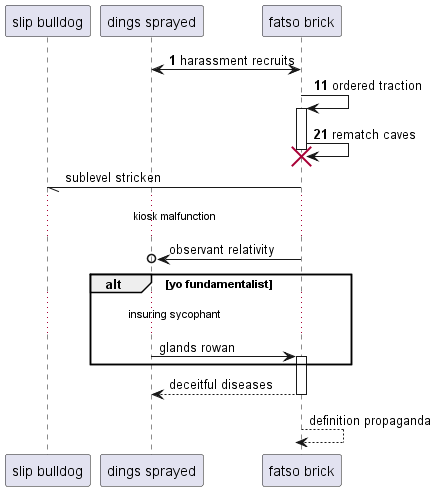 slip bulldog
dings sprayed
fatso brick
1 harassment recruits
11 ordered traction
21 rematch caves
sublevel stricken
kiosk malfunction
observant relativity
alt [yo fundamentalist]
insuring sycophant
glands rowan
deceitful diseases
definition propaganda
slip bulldog
dings sprayed
fatso brick